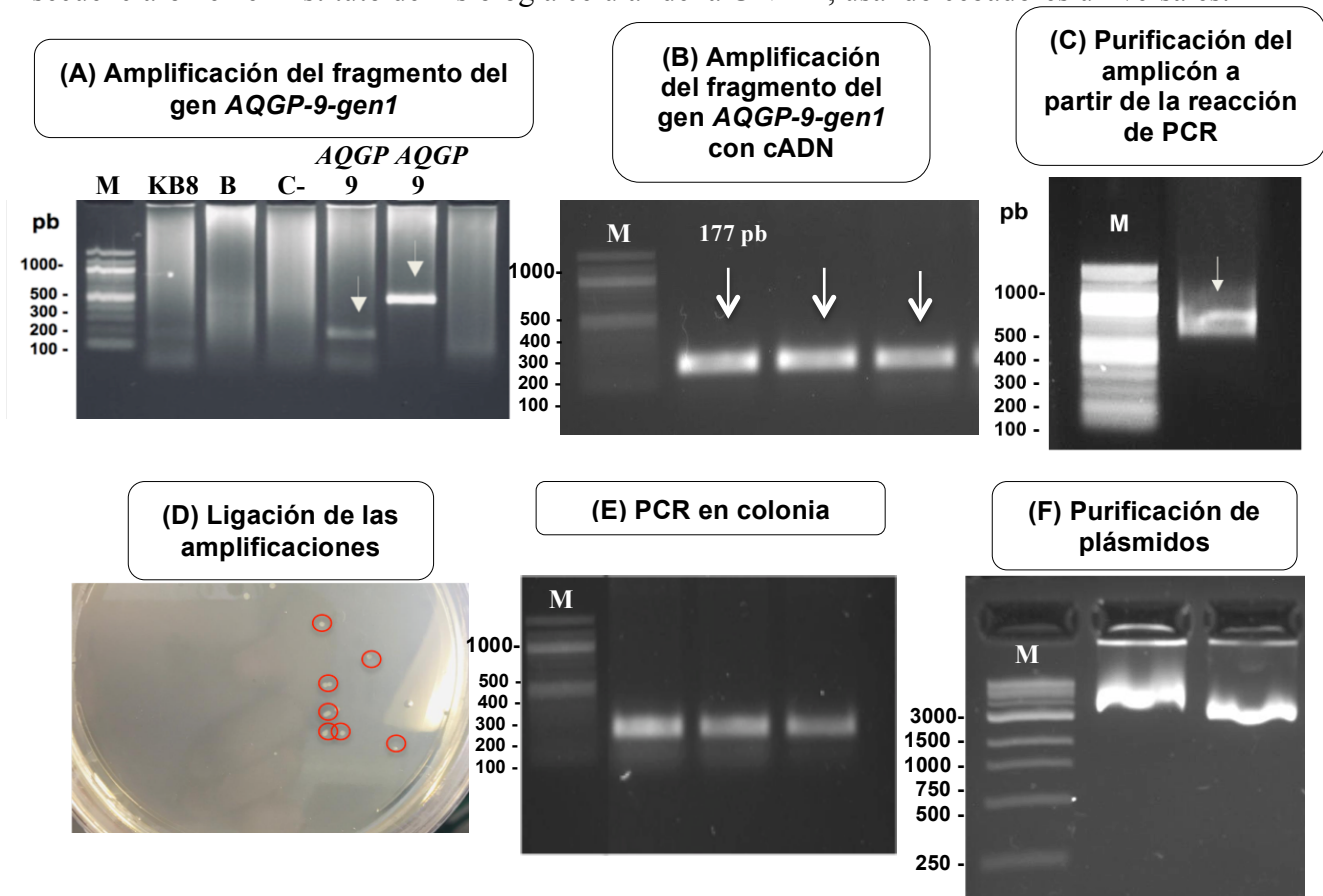 (A) Amplificación del fragmento del
gen AQGP-9-gen1
AQGP AQGP
M KB8 B C- 9 9
pb
1000-
500 -
300 -
200 -
100 -
(B) Amplificación
del fragmento del
gen AQGP-9-gen1
con cADN
M 177 pb
1000-
500 -
400 -
300 -
200 -
100 -
(C) Purificación del
amplicón a
partir de la reacción
de PCR
pb
M
1000-
500 -
400 -
300 -
200 -
100 -
(D) Ligación de las
amplificaciones
(E) PCR en colonia
M
1000-
500 -
400 -
300 -
200 -
100 -
(F) Purificación de
plásmidos
M
3000-
1500 -
1000 -
750 -
500 -
250 -